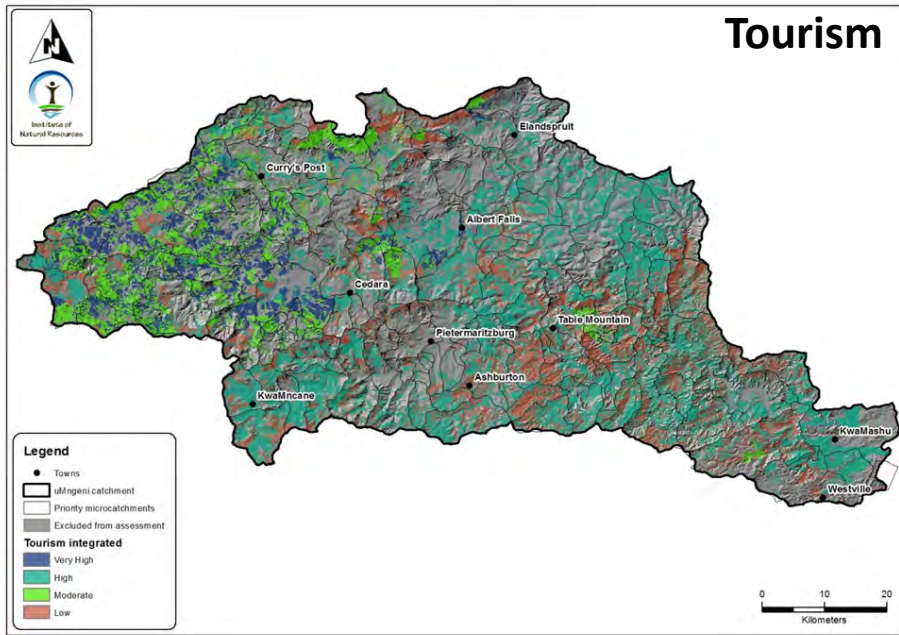 Tourism
N
Institute of
Natural Resources
Elandspruit
Curry's Post
Albert Falls
Cedara
Table Mountain
Pietermaritzburg
Ashburton
KwaMncane
KwaMashu
Westville
Legend
Towns
uMngeni catchment
Priority microcatchments
Excluded from assessment
Tourism integrated
Very High
High
Moderate
Low
0 10 20
Kilometers